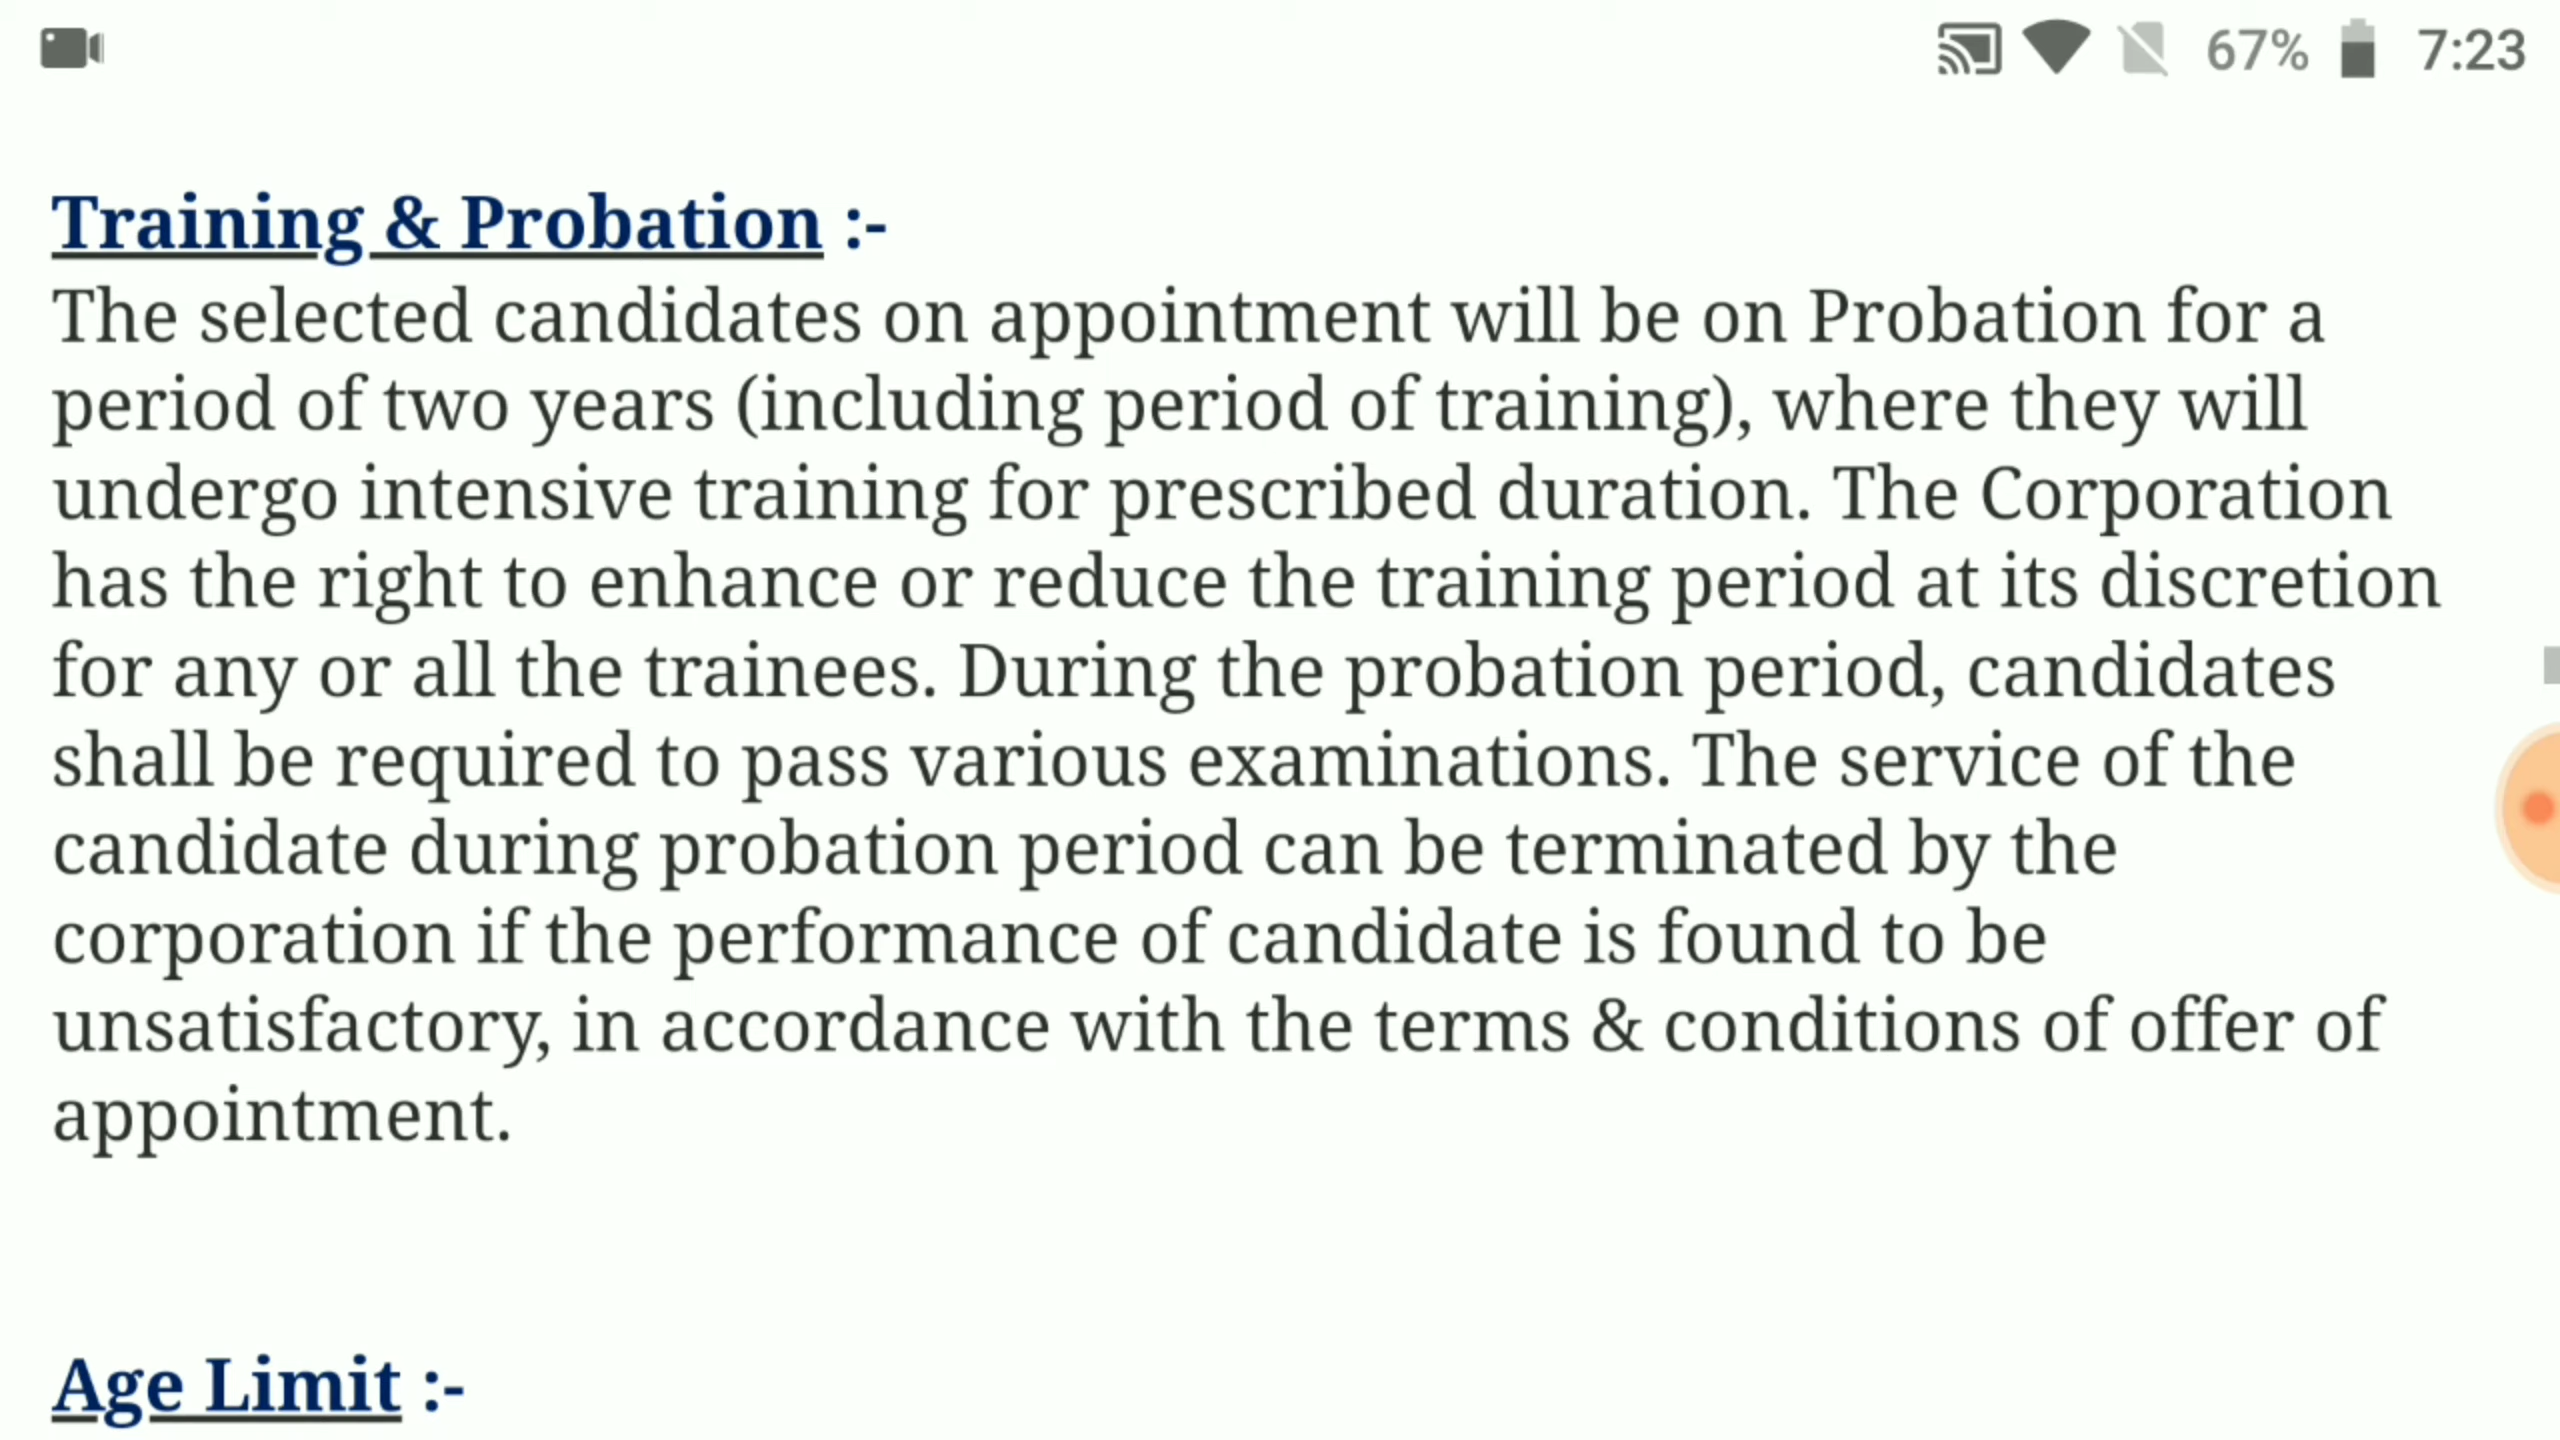 67% 7:23
Training & Probation :-
The selected candidates on appointment will be on Probation for a
period of two years (including period of training), where they will
undergo intensive training for prescribed duration. The Corporation
has the right to enhance or reduce the training period at its discretion
for any or all the trainees. During the probation period, candidates
shall be required to pass various examinations. The service of the
candidate during probation period can be terminated by the
corporation if the performance of candidate is found to be
unsatisfactory, in accordance with the terms & conditions of offer of
appointment.
Age Limit :-